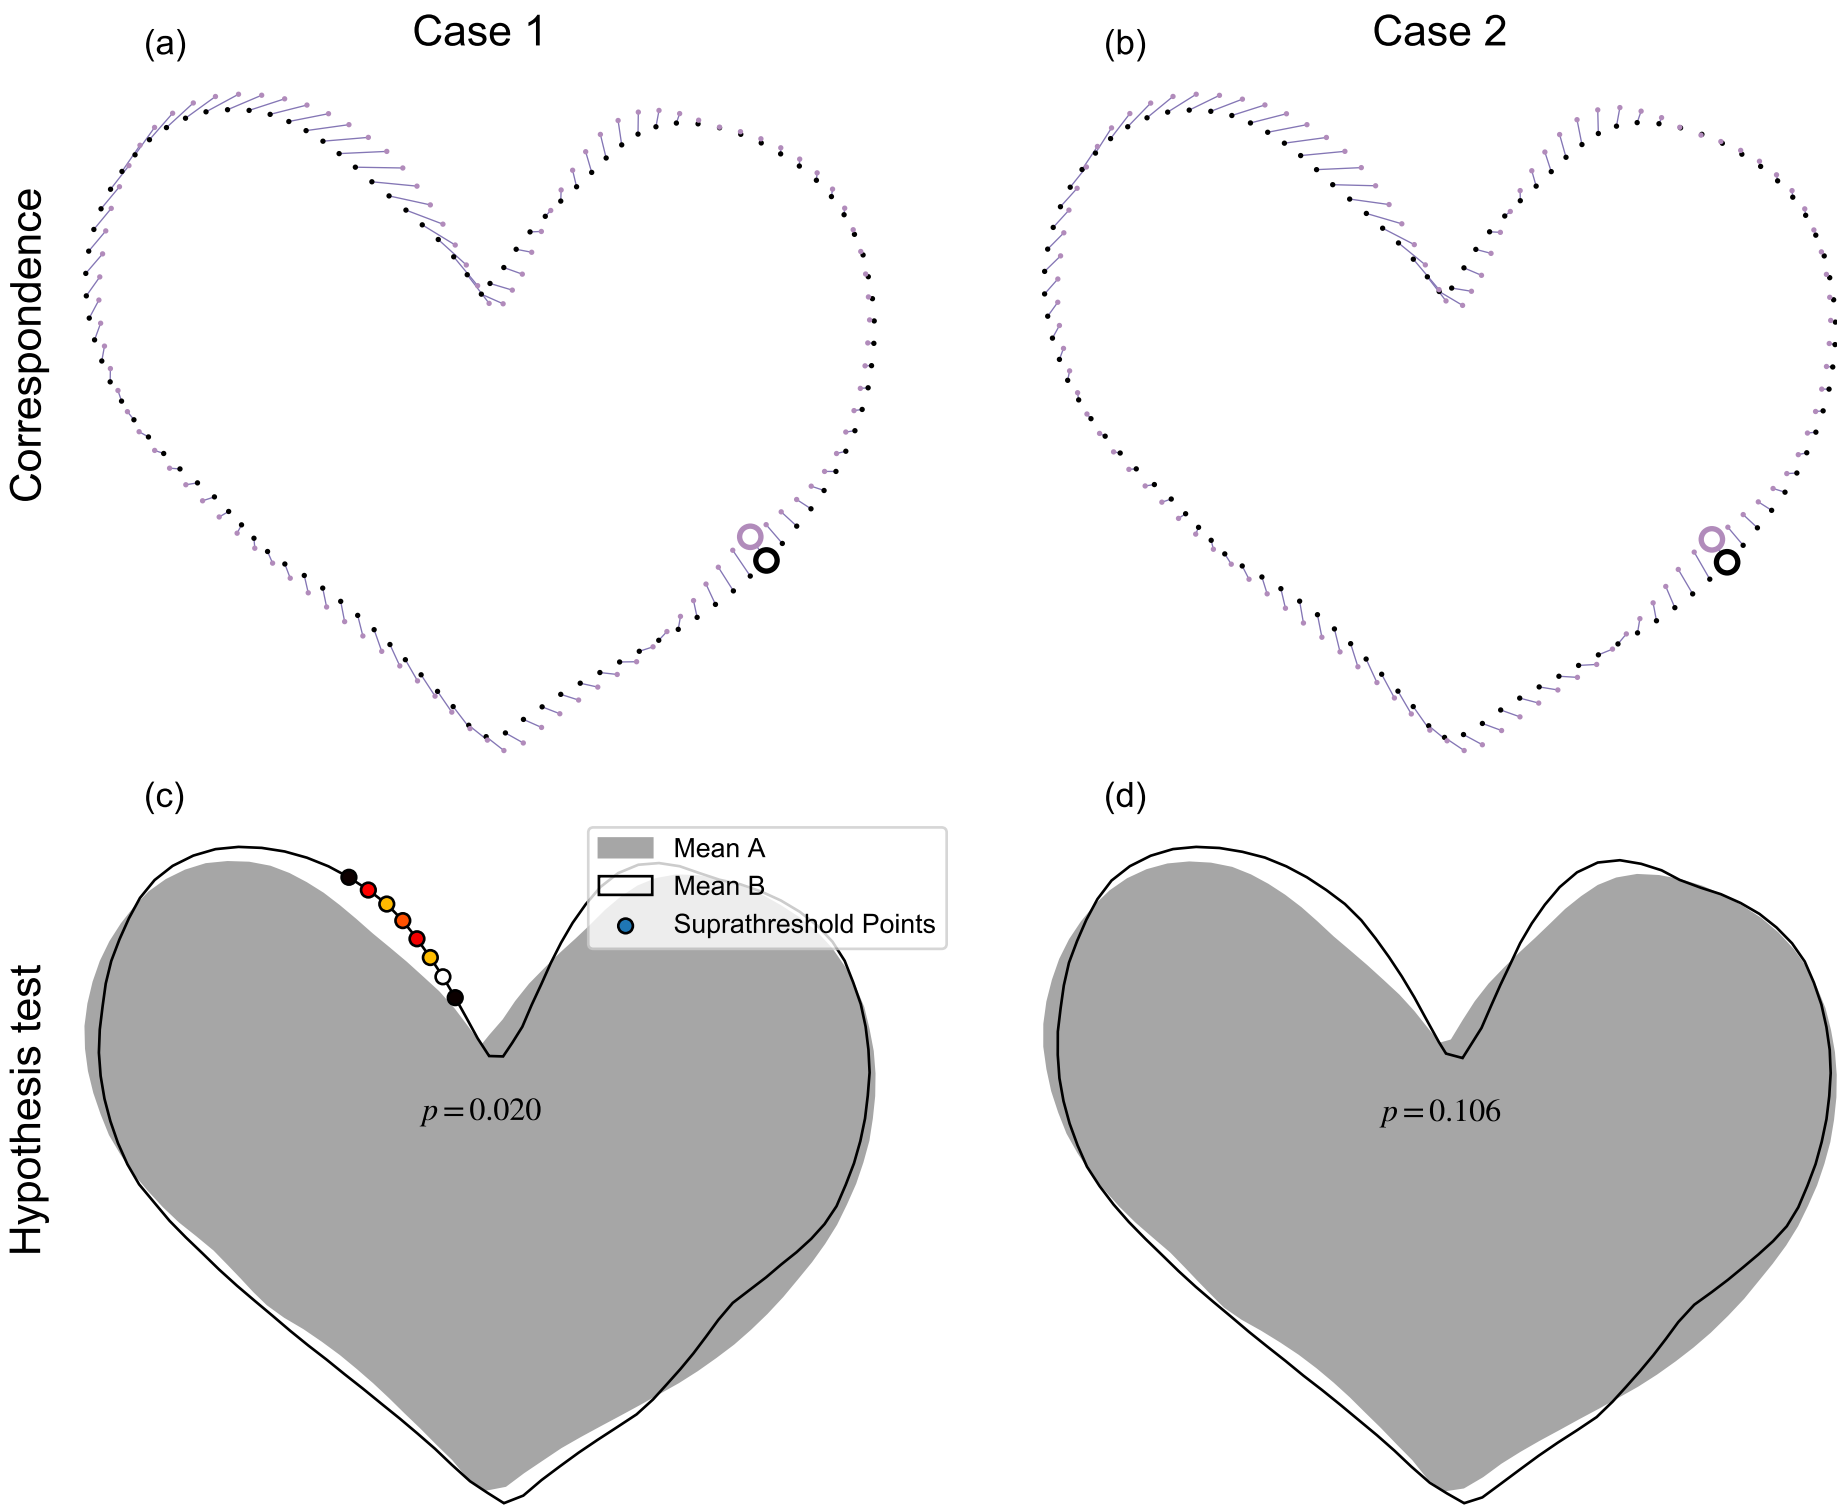 Case 1
Case 2
(a)
(b)
Correspondence
(c)
(d)
Mean A
Mean B
Suprathreshold Points
Hypothesis test
p = 0.020
p = 0.106